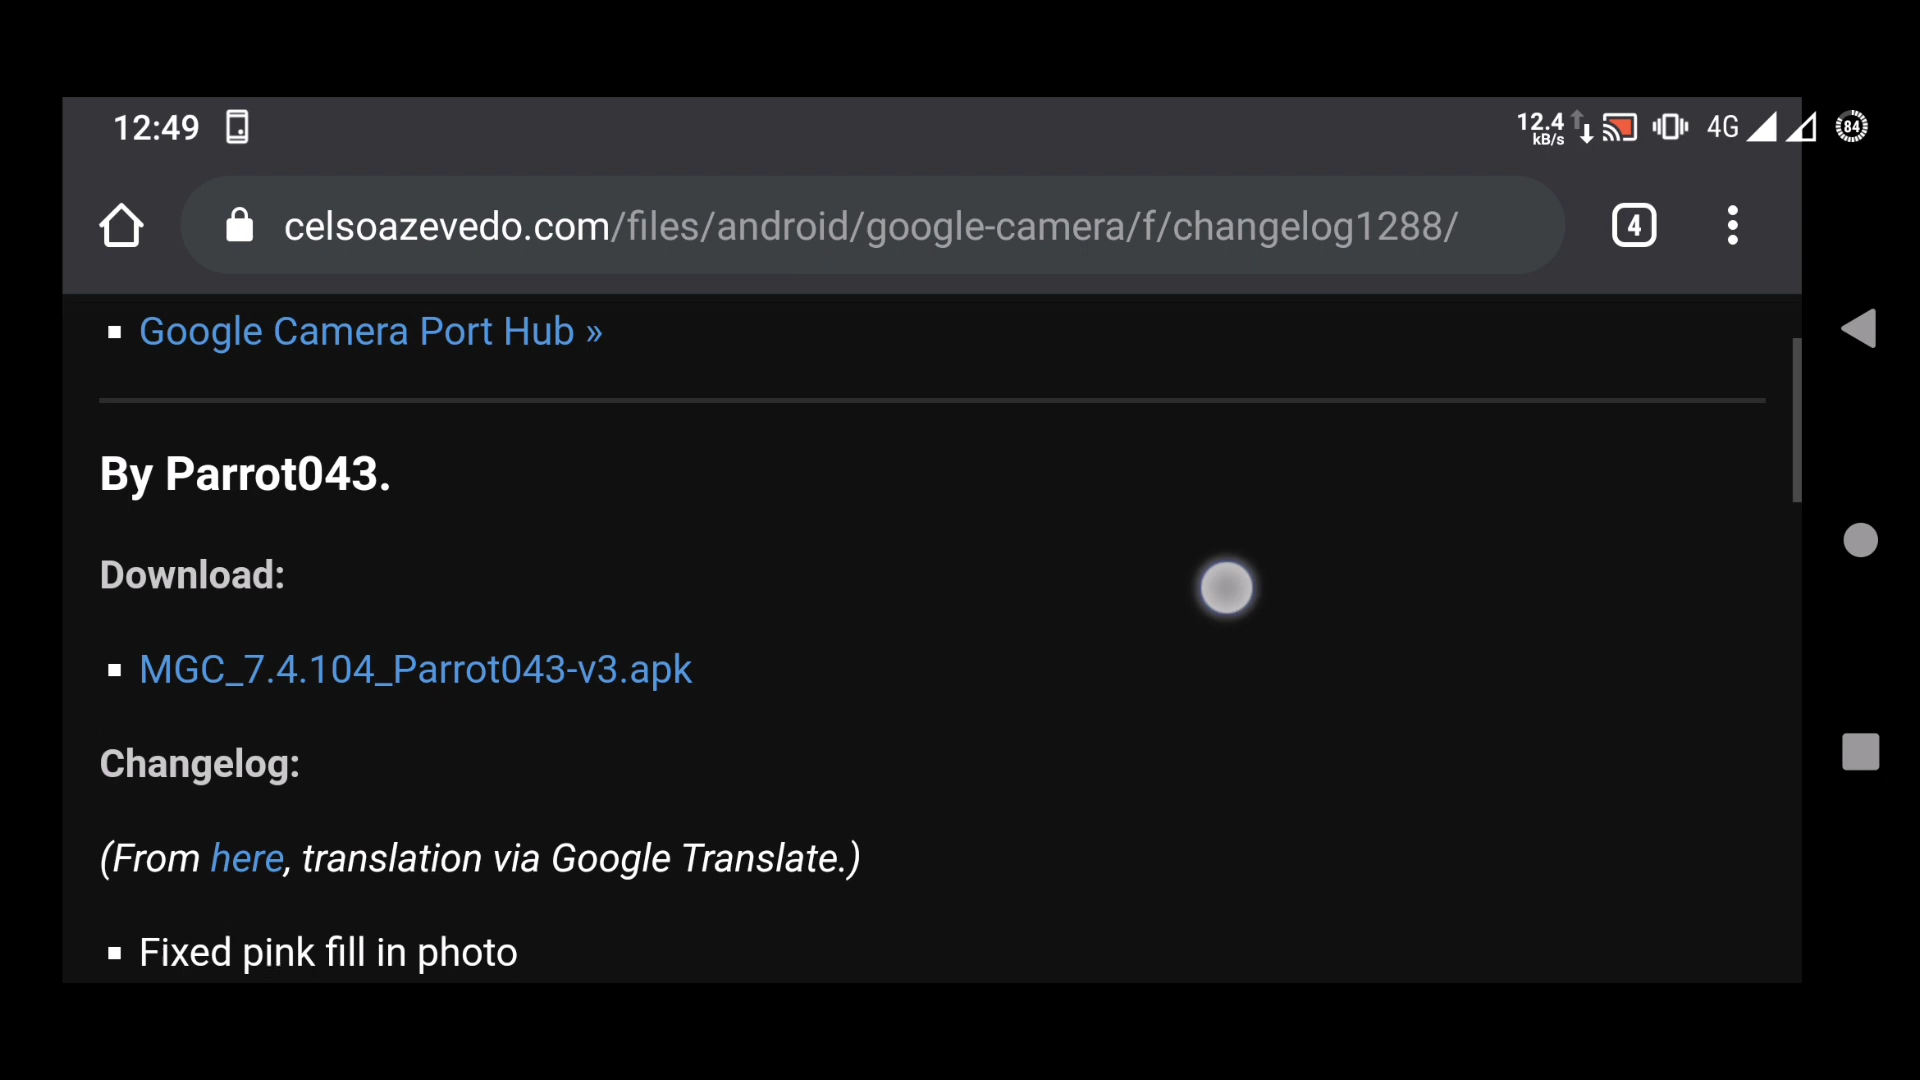 12:49
12.4 kB/s 4G 84
celsoazevedo.com/files/android/google-camera/f/changelog1288/
4
Google Camera Port Hub »
By Parrot043.
Download:
MGC_7.4.104_Parrot043-v3.apk
Changelog:
(From here, translation via Google Translate.)
Fixed pink fill in photo